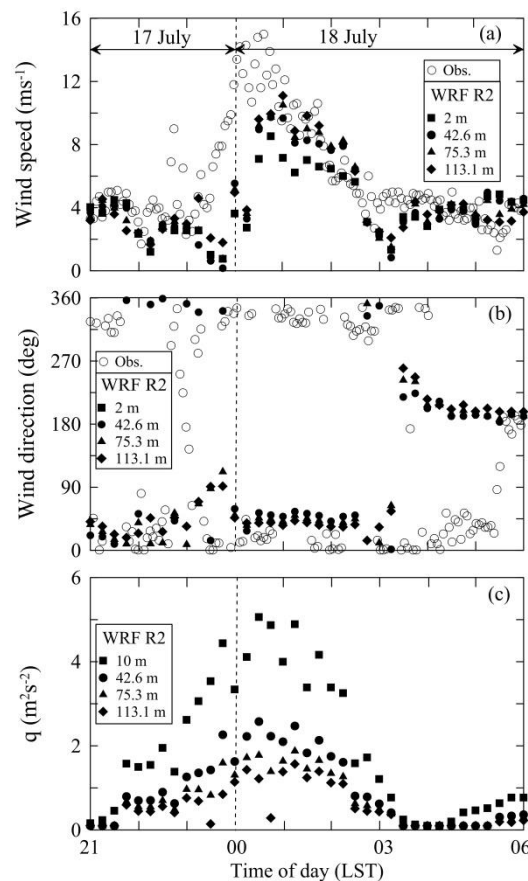 16
12
8
4
0
Wind speed (ms⁻¹)
17 July
18 July
(a)
Obs.
WRF R2
2 m
42.6 m
75.3 m
113.1 m
360
270
180
90
0
Wind direction (deg)
(b)
Obs.
WRF R2
2 m
42.6 m
75.3 m
113.1 m
6
4
2
0
q (m²s⁻²)
(c)
WRF R2
10 m
42.6 m
75.3 m
113.1 m
21
00
03
06
Time of day (LST)